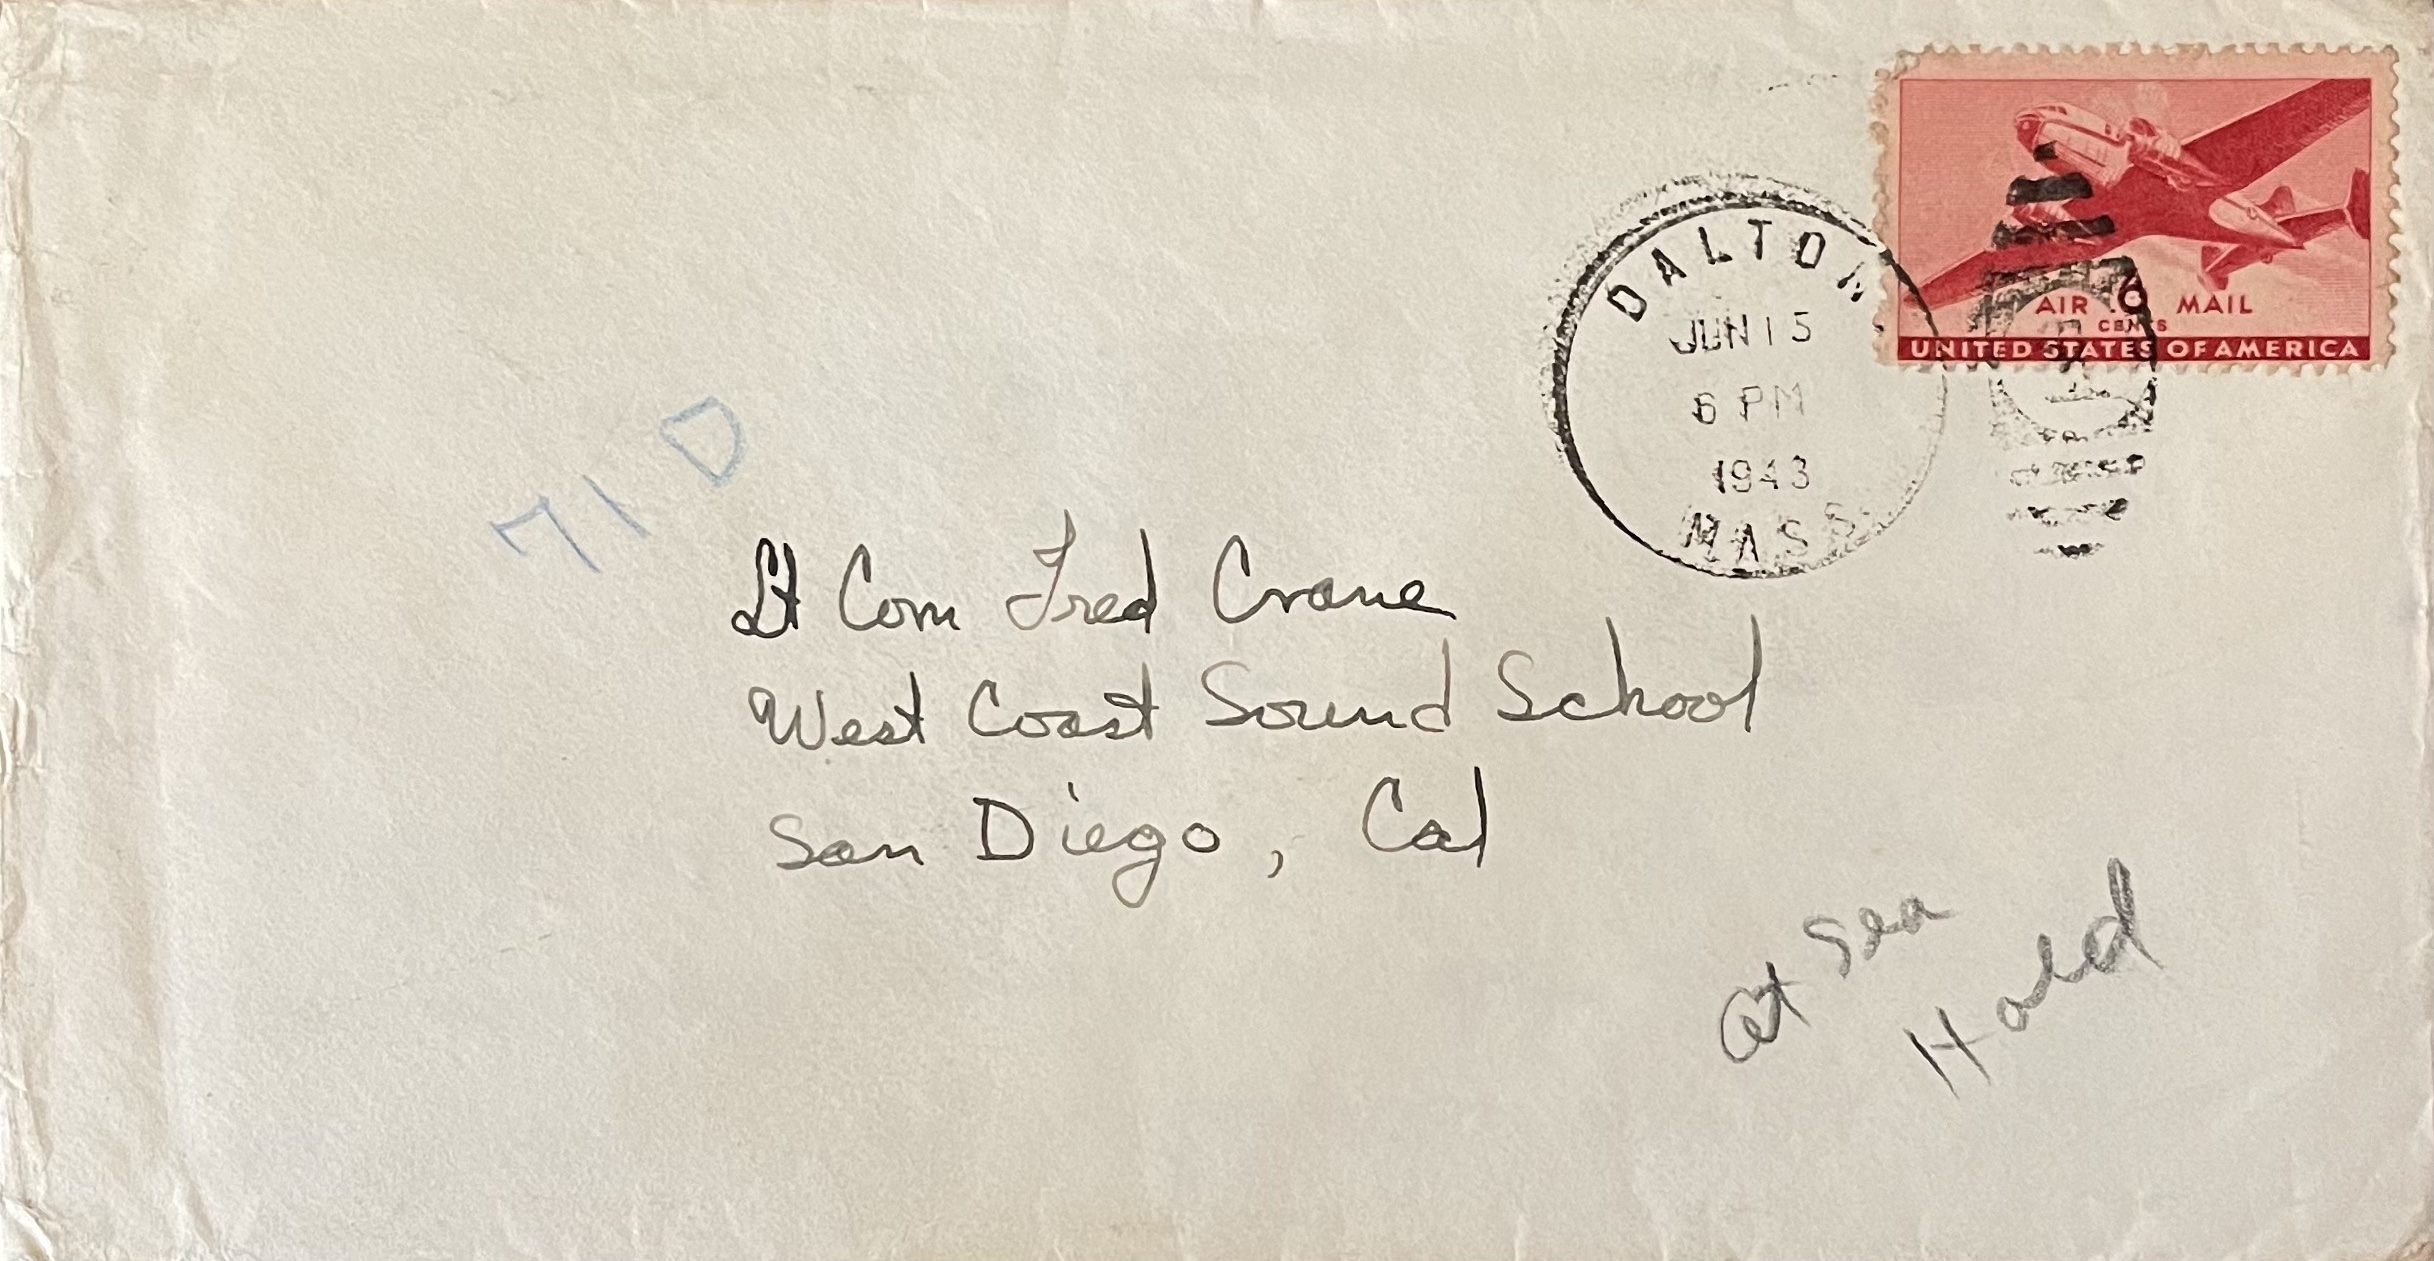 AIR 6 MAIL
CENTS
UNITED STATES OF AMERICA
DALTON
JUN 15
6 PM
1943
MASS
71D
Lt Com Fred Crane
West Coast Sound School
San Diego, Cal
at Sea